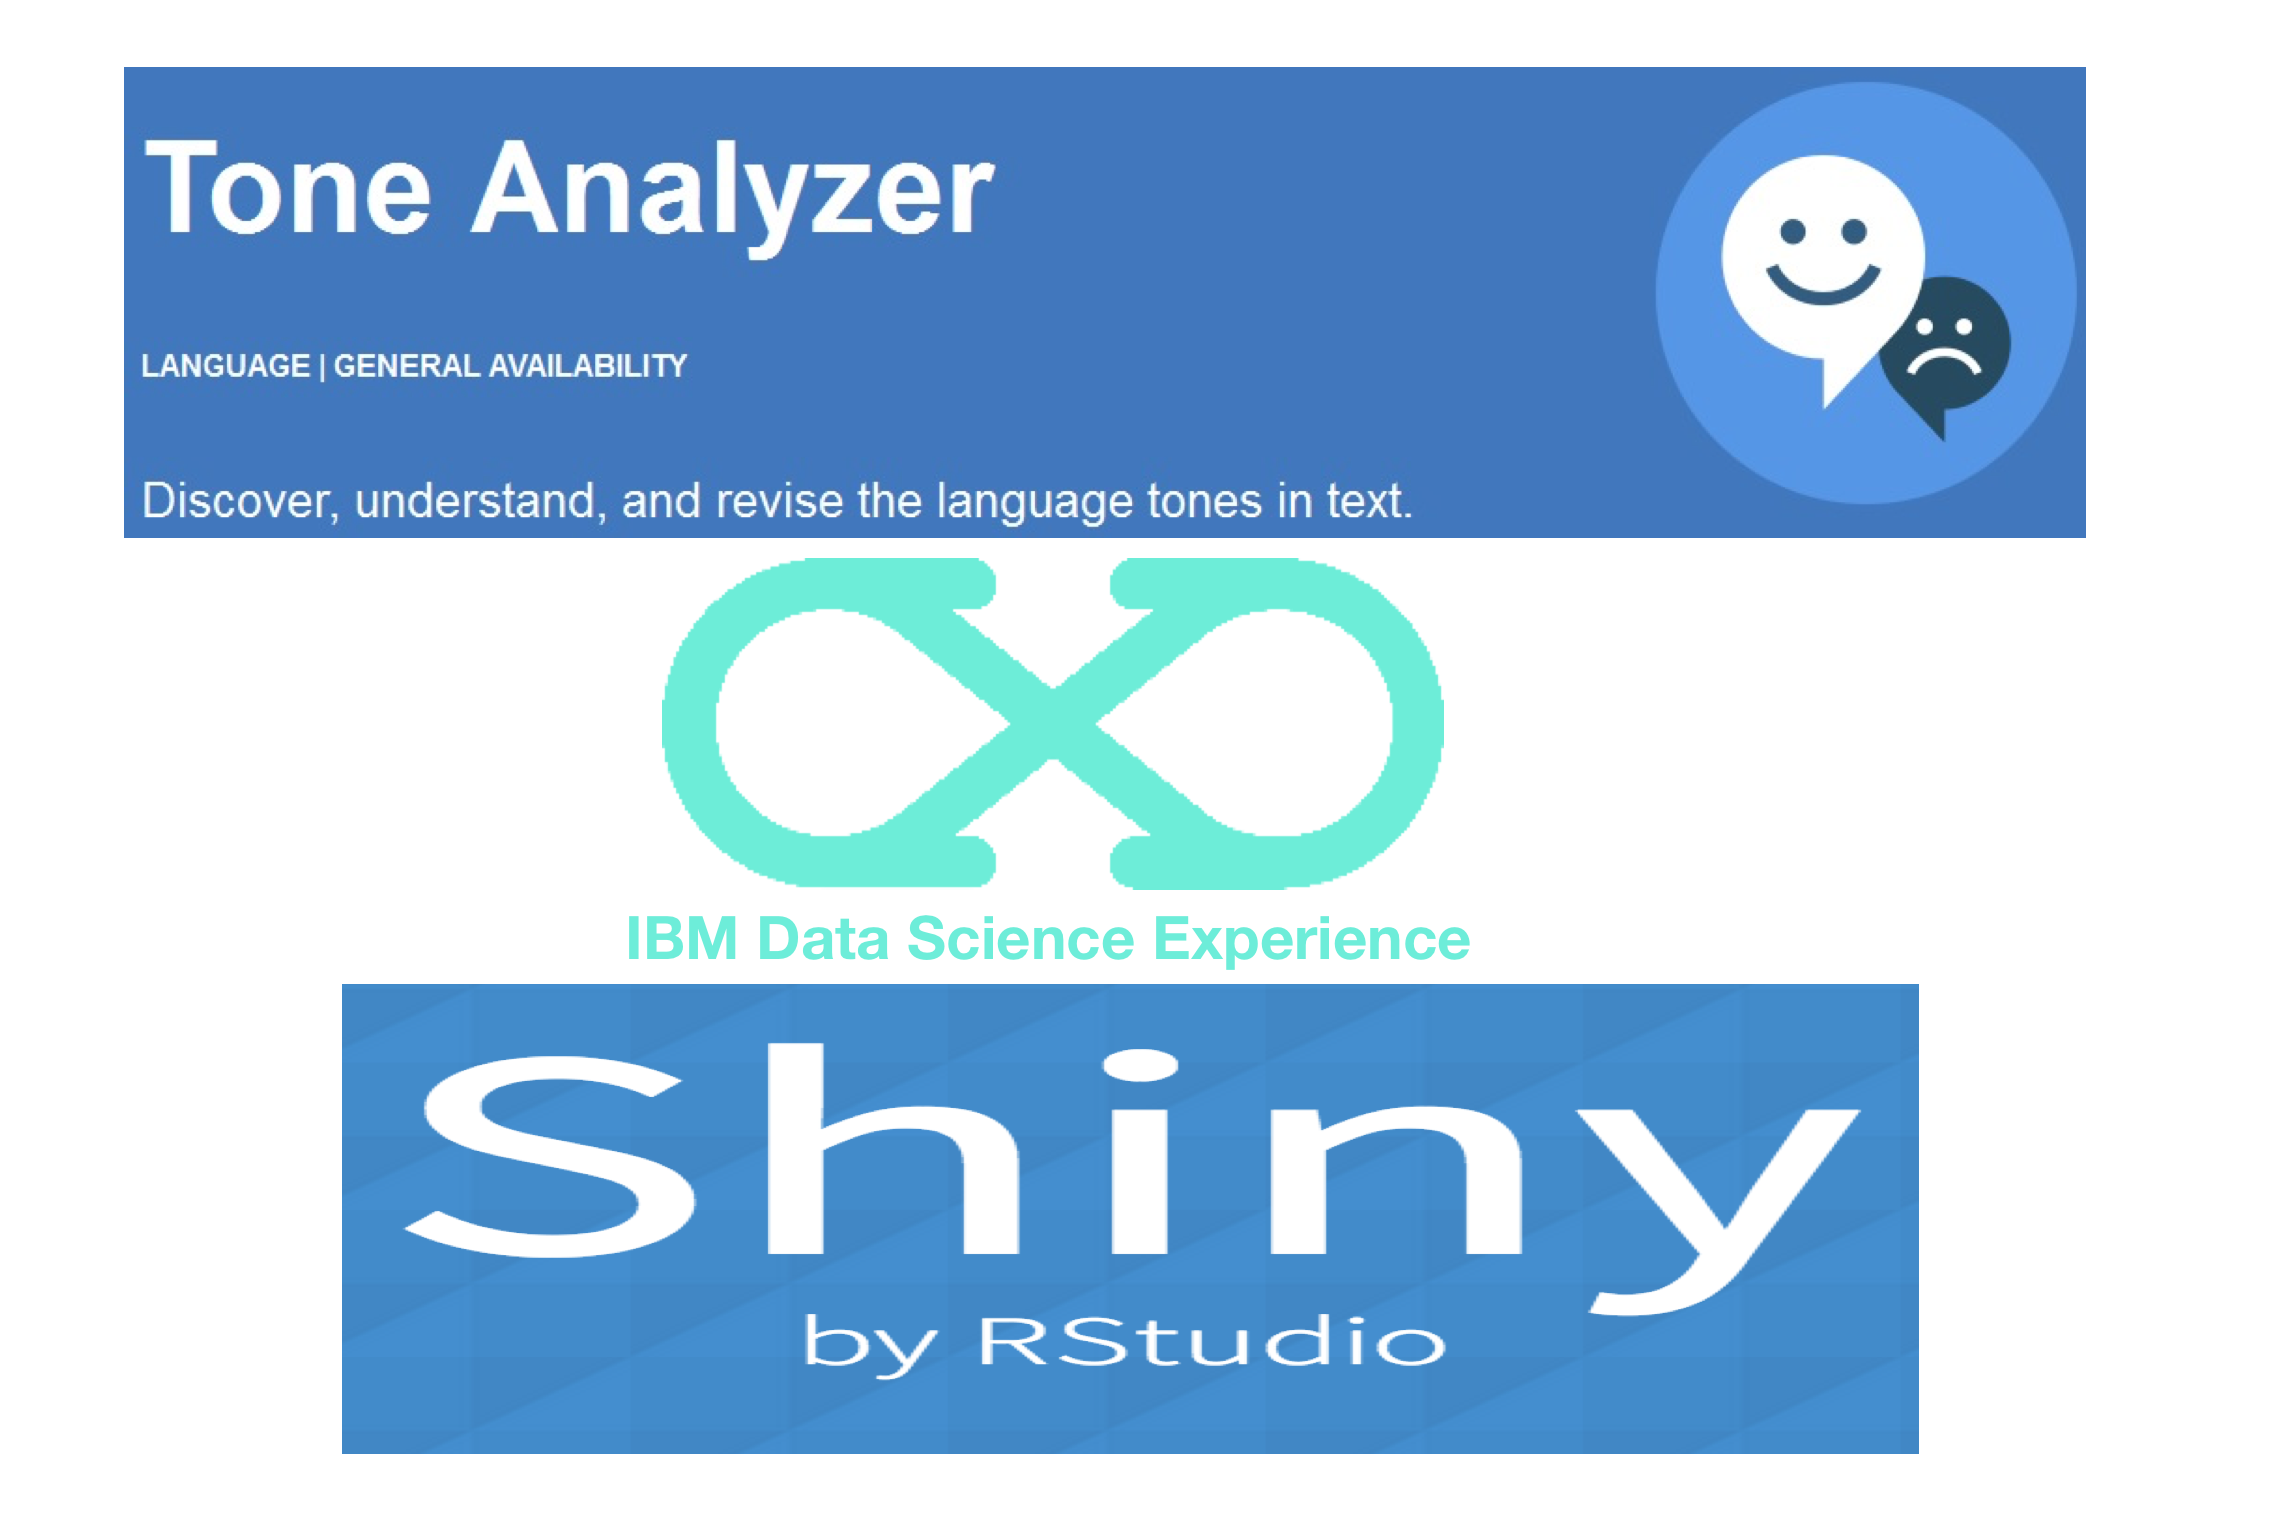 Tone Analyzer
LANGUAGE | GENERAL AVAILABILITY
Discover, understand, and revise the language tones in text.
IBM Data Science Experience
Shiny
by RStudio